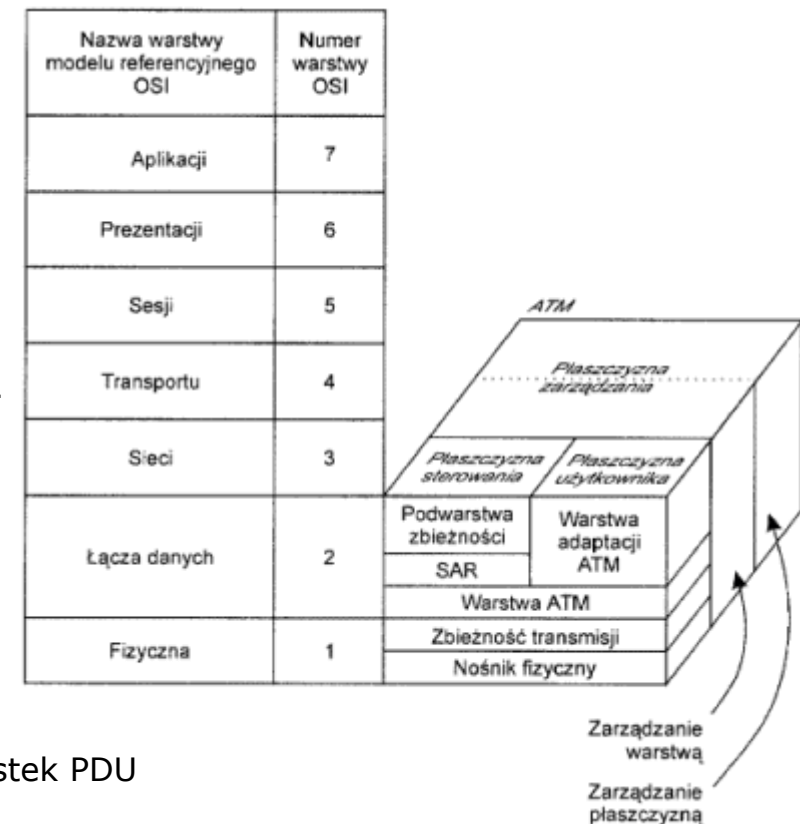 Nazwa warstwy
modelu referencyjnego
OSI
Numer
warstwy
OSI
Aplikacji
7
Prezentacji
6
Sesji
5
Transportu
4
Sieci
3
Łącza danych
2
Fizyczna
1
ATM
Płaszczyzna
zarządzania
Płaszczyzna
sterowania
Płaszczyzna
użytkownika
Podwarstwa
zbieżności
SAR
Warstwa
adaptacji
ATM
Warstwa ATM
Zbieżność transmisji
Nośnik fizyczny
Zarządzanie
warstwą
Zarządzanie
płaszczyzną
stek PDU